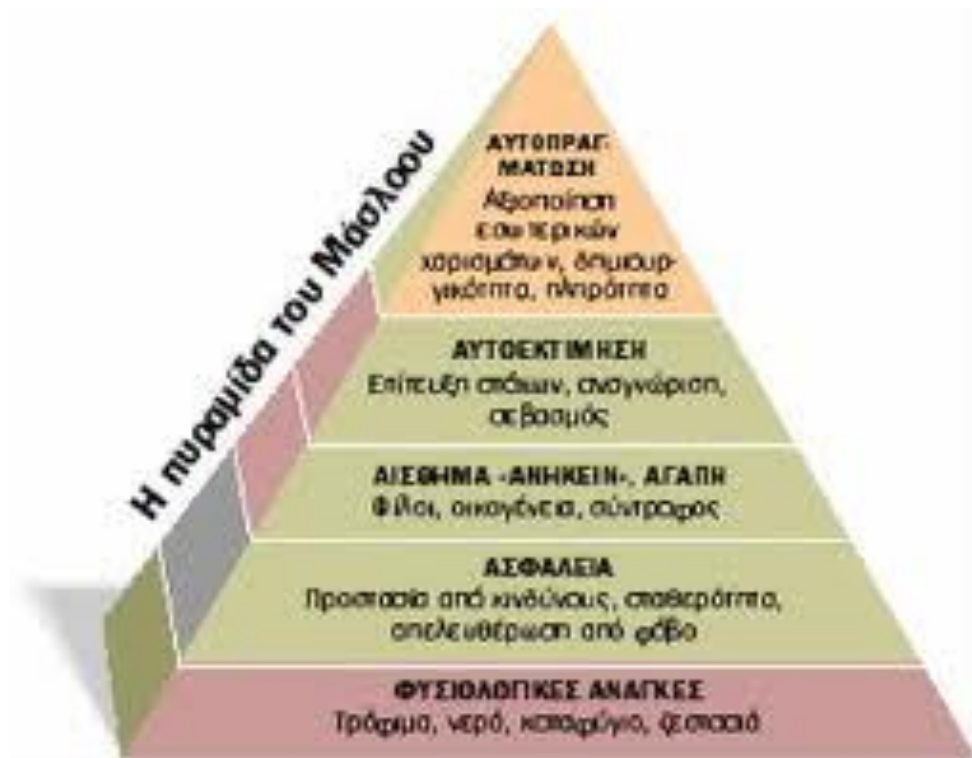 Η πυραμίδα του Μάσλοου
ΑΥΤΟΠΡΑΓ-
ΜΑΤΩΣΗ
Αξιοποίηση
εσωτερικών
χαρισμάτων, δημιουρ-
γικότητα, πληρότητα
ΑΥΤΟΕΚΤΙΜΗΣΗ
Επίτευξη στόχων, αναγνώριση,
σεβασμός
ΑΙΣΘΗΜΑ «ΑΝΗΚΕΙΝ», ΑΓΑΠΗ
Φίλοι, οικογένεια, σύντροφος
ΑΣΦΑΛΕΙΑ
Προστασία από κινδύνους, σταθερότητα,
απελευθέρωση από φόβο
ΦΥΣΙΟΛΟΓΙΚΕΣ ΑΝΑΓΚΕΣ
Τρόφιμα, νερό, καταφύγιο, ζεστασιά